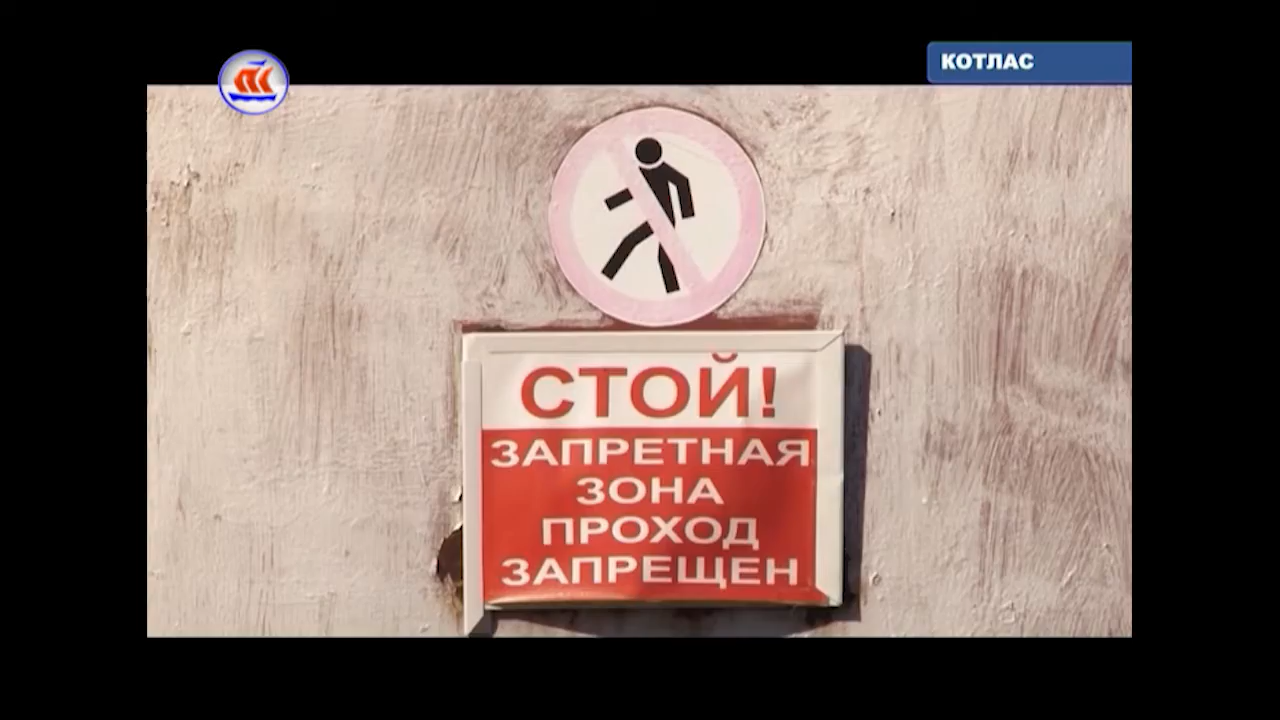 КОТЛАС
СТОЙ!
ЗАПРЕТНАЯ
ЗОНА
ПРОХОД
ЗАПРЕЩЕН